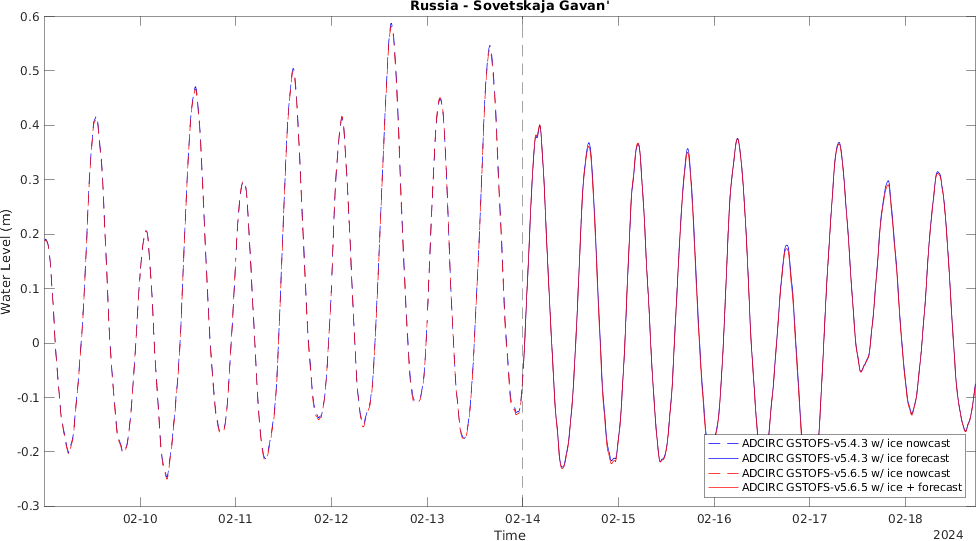 Russia - Sovetskaja Gavan'
0.6
0.5
0.4
0.3
0.2
0.1
0
-0.1
-0.2
-0.3
Water Level (m)
ADCIRC GSTOFS-v5.4.3 w/ ice nowcast
ADCIRC GSTOFS-v5.4.3 w/ ice forecast
ADCIRC GSTOFS-v5.6.5 w/ ice nowcast
ADCIRC GSTOFS-v5.6.5 w/ ice + forecast
02-10 02-11 02-12 02-13 02-14 02-15 02-16 02-17 02-18
Time
2024